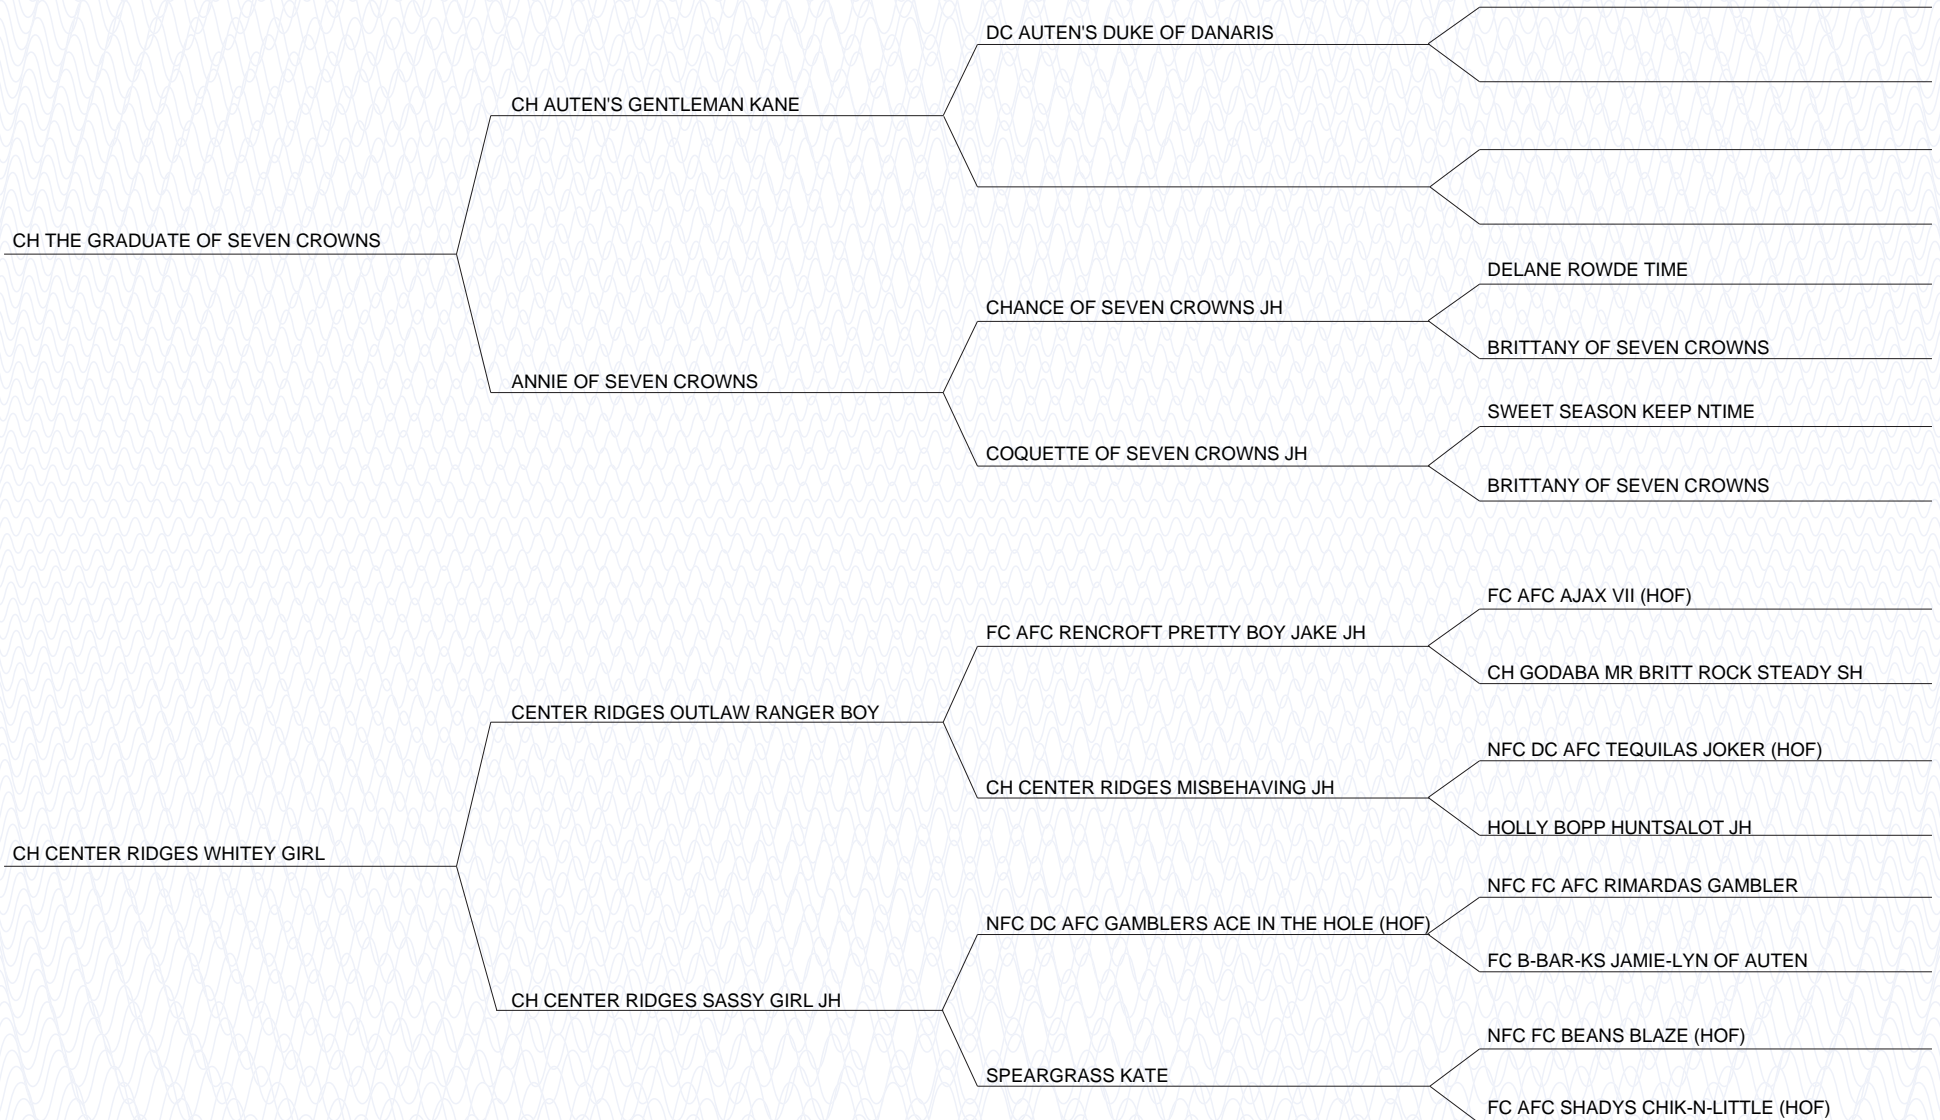 DC AUTEN'S DUKE OF DANARIS
CH AUTEN'S GENTLEMAN KANE
CH THE GRADUATE OF SEVEN CROWNS
DELANE ROWDE TIME
CHANCE OF SEVEN CROWNS JH
BRITTANY OF SEVEN CROWNS
ANNIE OF SEVEN CROWNS
SWEET SEASON KEEP NTIME
COQUETTE OF SEVEN CROWNS JH
BRITTANY OF SEVEN CROWNS
FC AFC AJAX VII (HOF)
FC AFC RENCROFT PRETTY BOY JAKE JH
CH GODABA MR BRITT ROCK STEADY SH
CENTER RIDGES OUTLAW RANGER BOY
NFC DC AFC TEQUILAS JOKER (HOF)
CH CENTER RIDGES MISBEHAVING JH
HOLLY BOPP HUNTSALOT JH
CH CENTER RIDGES WHITEY GIRL
NFC FC AFC RIMARDAS GAMBLER
NFC DC AFC GAMBLERS ACE IN THE HOLE (HOF)
FC B-BAR-KS JAMIE-LYN OF AUTEN
CH CENTER RIDGES SASSY GIRL JH
NFC FC BEANS BLAZE (HOF)
SPEARGRASS KATE
FC AFC SHADYS CHIK-N-LITTLE (HOF)